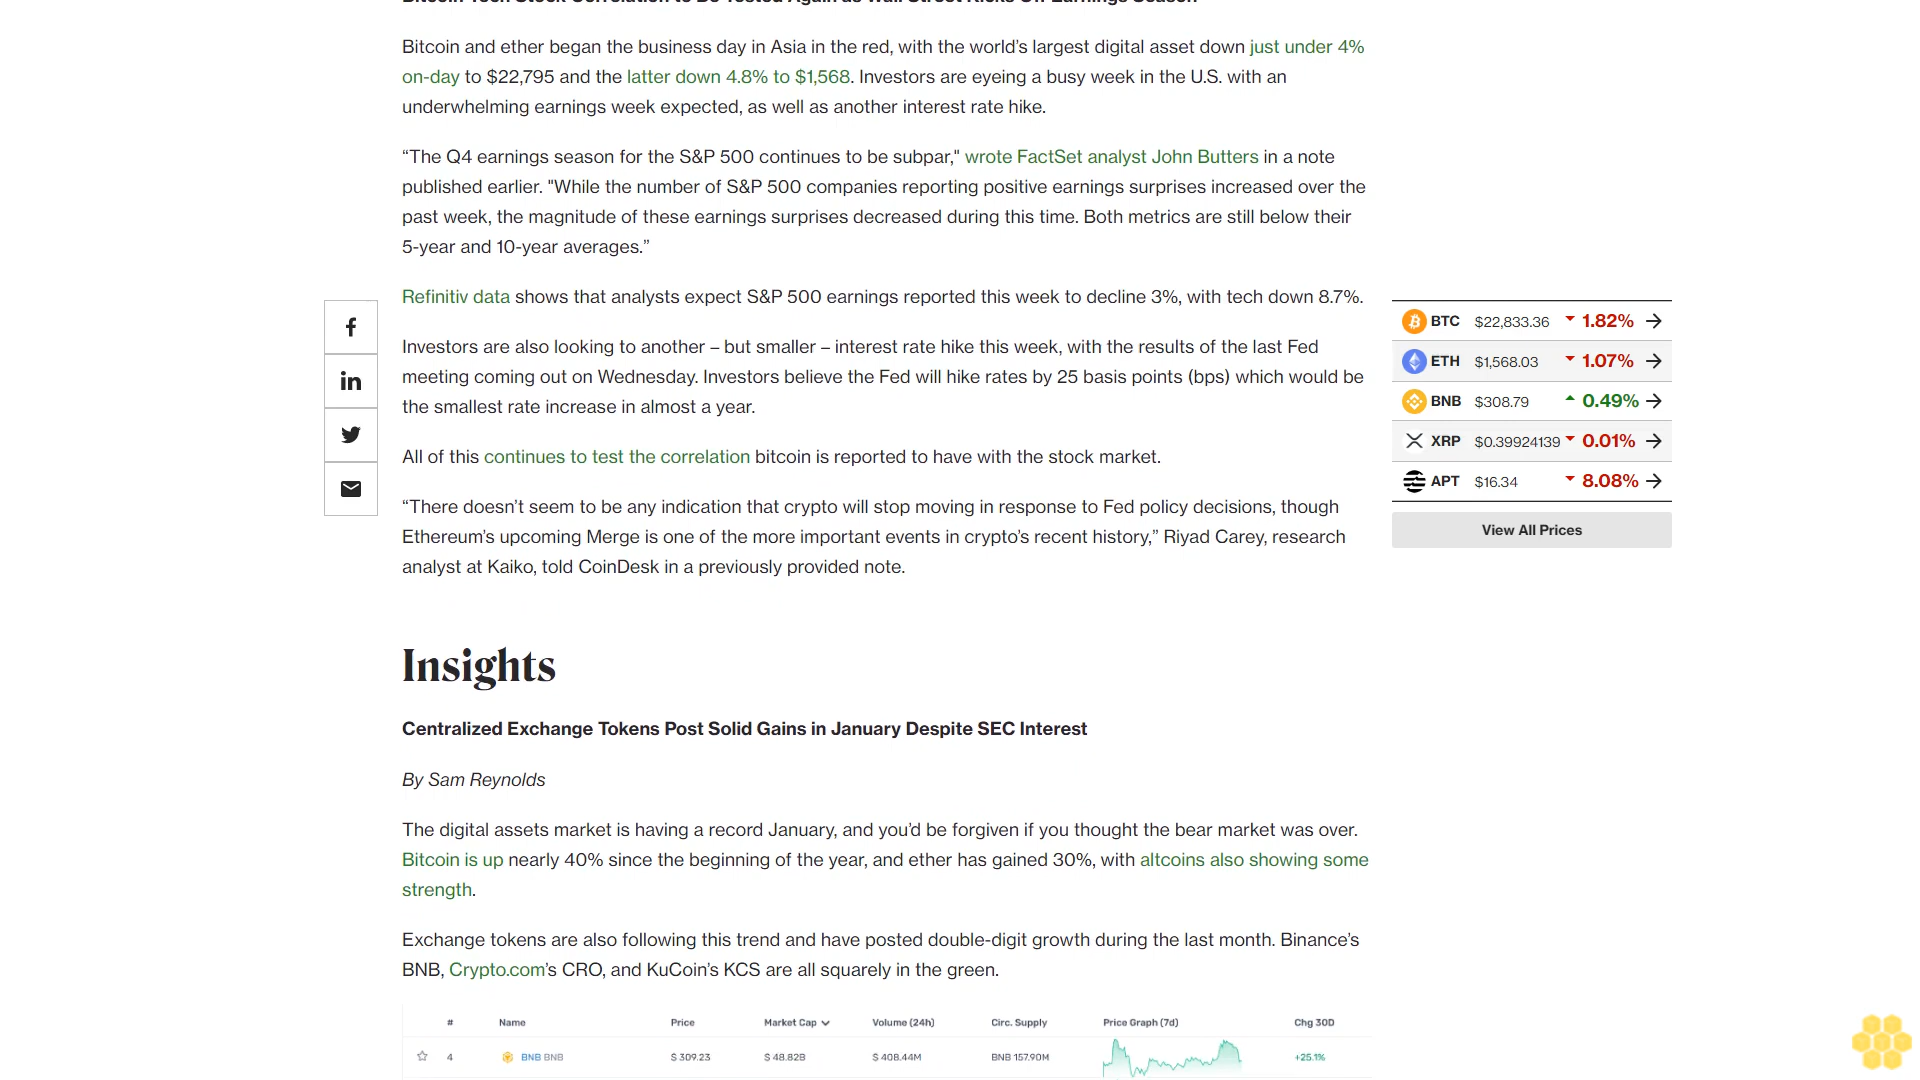 Bitcoin Tech Stock Correlation to Be Tested Again as Wall Street Kicks Off Earnings Season
Bitcoin and ether began the business day in Asia in the red, with the world’s largest digital asset down just under 4%
on-day to $22,795 and the latter down 4.8% to $1,568. Investors are eyeing a busy week in the U.S. with an
underwhelming earnings week expected, as well as another interest rate hike.
“The Q4 earnings season for the S&P 500 continues to be subpar," wrote FactSet analyst John Butters in a note
published earlier. "While the number of S&P 500 companies reporting positive earnings surprises increased over the
past week, the magnitude of these earnings surprises decreased during this time. Both metrics are still below their
5-year and 10-year averages.”
Refinitiv data shows that analysts expect S&P 500 earnings reported this week to decline 3%, with tech down 8.7%.
Investors are also looking to another – but smaller – interest rate hike this week, with the results of the last Fed
meeting coming out on Wednesday. Investors believe the Fed will hike rates by 25 basis points (bps) which would be
the smallest rate increase in almost a year.
All of this continues to test the correlation bitcoin is reported to have with the stock market.
“There doesn’t seem to be any indication that crypto will stop moving in response to Fed policy decisions, though
Ethereum’s upcoming Merge is one of the more important events in crypto’s recent history,” Riyad Carey, research
analyst at Kaiko, told CoinDesk in a previously provided note.
BTC $22,833.36 1.82%
ETH $1,568.03 1.07%
BNB $308.79 0.49%
XRP $0.39924139 0.01%
APT $16.34 8.08%
View All Prices
Insights
Centralized Exchange Tokens Post Solid Gains in January Despite SEC Interest
By Sam Reynolds
The digital assets market is having a record January, and you’d be forgiven if you thought the bear market was over.
Bitcoin is up nearly 40% since the beginning of the year, and ether has gained 30%, with altcoins also showing some
strength.
Exchange tokens are also following this trend and have posted double-digit growth during the last month. Binance’s
BNB, Crypto.com’s CRO, and KuCoin’s KCS are all squarely in the green.
# Name Price Market Cap Volume (24h) Circ. Supply Price Graph (7d) Chg 30D
4 BNB BNB $ 309.23 $ 48.82B $ 408.44M BNB 157.90M +25.1%